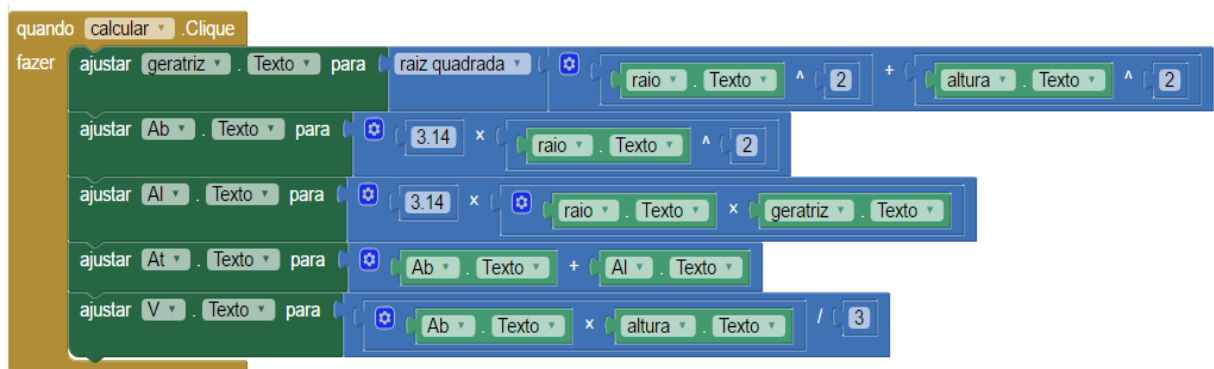 quando calcular .Clique
fazer ajustar geratriz . Texto para raiz quadrada raio . Texto ^ 2 + altura . Texto ^ 2
ajustar Ab . Texto para 3.14 × raio . Texto ^ 2
ajustar Al . Texto para 3.14 × raio . Texto × geratriz . Texto
ajustar At . Texto para Ab . Texto + Al . Texto
ajustar V . Texto para Ab . Texto × altura . Texto / 3